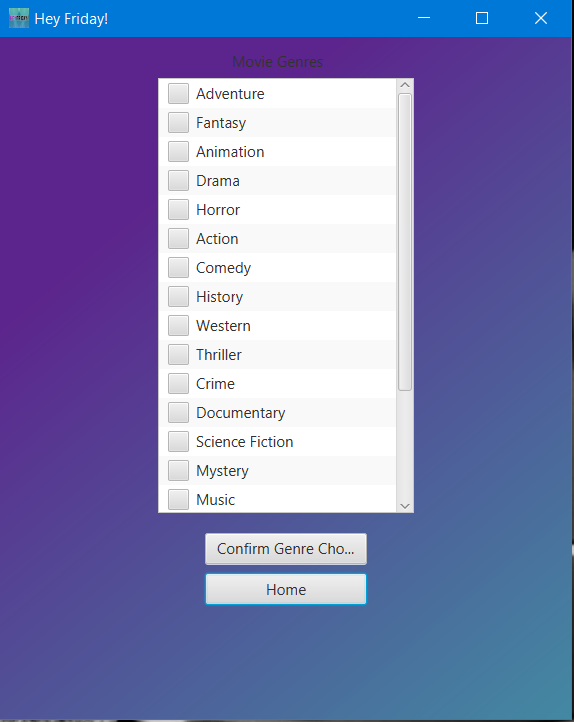 Hey Friday!
Movie Genres
Adventure
Fantasy
Animation
Drama
Horror
Action
Comedy
History
Western
Thriller
Crime
Documentary
Science Fiction
Mystery
Music
Confirm Genre Cho...
Home